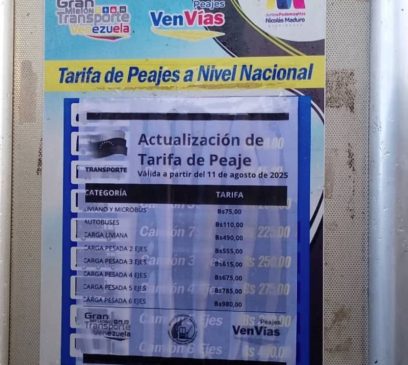 Gran
Misión
Transporte
Venezuela
Peajes
VenVías
Nicolás Maduro
Tarifa de Peajes a Nivel Nacional
Actualización de
Tarifa de Peaje
TRANSPORTE
Válida a partir del 11 de agosto de 2025
CATEGORÍA TARIFA
LIVIANO Y MICROBÚS Bs75,00
AUTOBUSES Bs110,00
CARGA LIVIANA Bs490,00
CARGA PESADA 2 EJES Bs555,00
CARGA PESADA 3 EJES Bs615,00
CARGA PESADA 4 EJES Bs675,00
CARGA PESADA 5 EJES Bs785,00
CARGA PESADA 6 EJES Bs980,00
Gran
Misión
Transporte
Venezuela
Peajes
VenVías